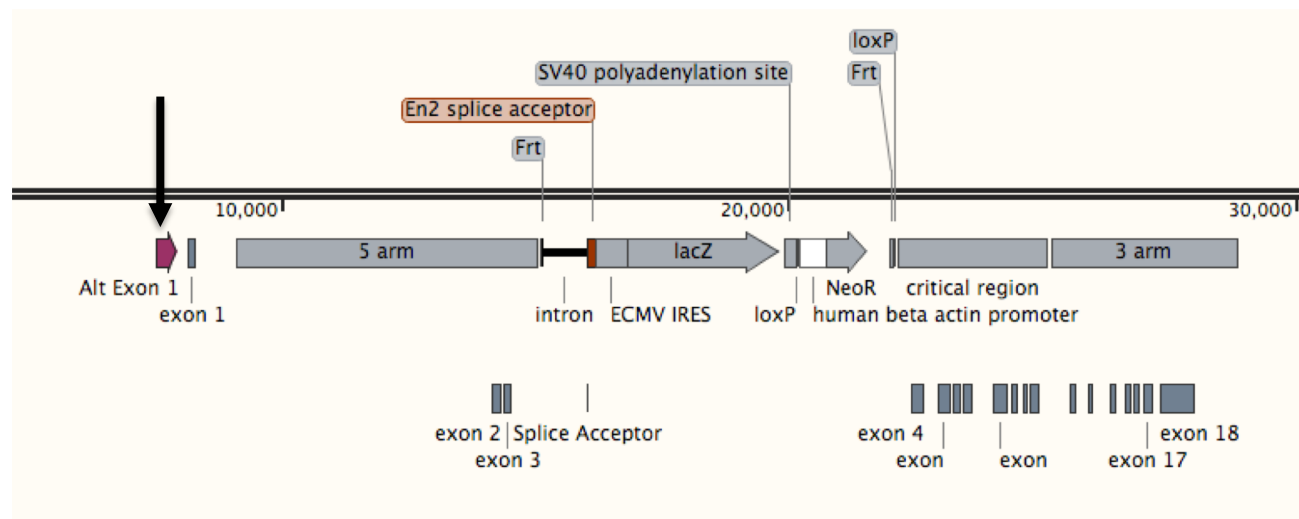 loxP
SV40 polyadenylation site
Frt
En2 splice acceptor
Frt
10,000
20,000
30,000
5 arm
lacZ
3 arm
Alt Exon 1
NeoR
critical region
exon 1
intron
ECMV IRES
loxP
human beta actin promoter
exon 2
Splice Acceptor
exon 4
exon 18
exon 3
exon
exon
exon 17